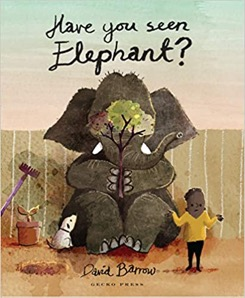 Have you seen
Elephant?
David Barrow
GECKO PRESS